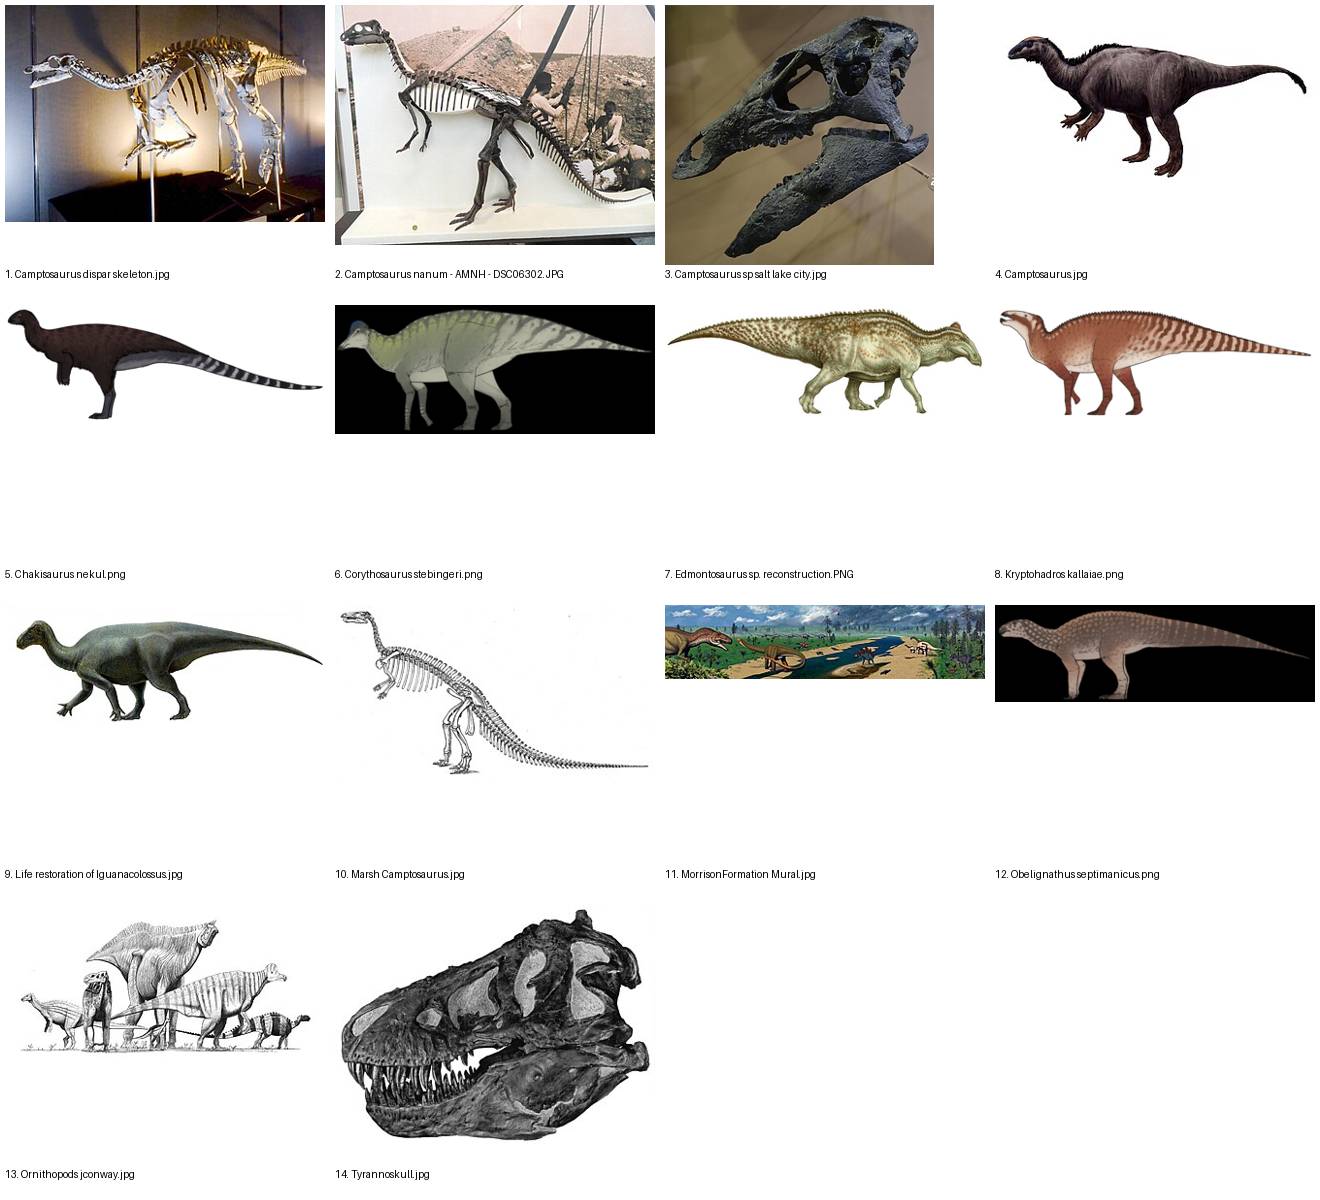 1. Camptosaurus dispar skeleton.jpg
2. Camptosaurus nanum - AMNH - DSC06302.JPG
3. Camptosaurus sp salt lake city.jpg
4. Camptosaurus.jpg
5. Chakisaurus nekul.png
6. Corythosaurus stebingeri.png
7. Edmontosaurus sp. reconstruction.PNG
8. Kryptohadros kallaiae.png
9. Life restoration of Iguanacolossus.jpg
10. Marsh Camptosaurus.jpg
11. MorrisonFormation Mural.jpg
12. Obelignathus septimanicus.png
13. Ornithopods jconway.jpg
14. Tyrannoskull.jpg